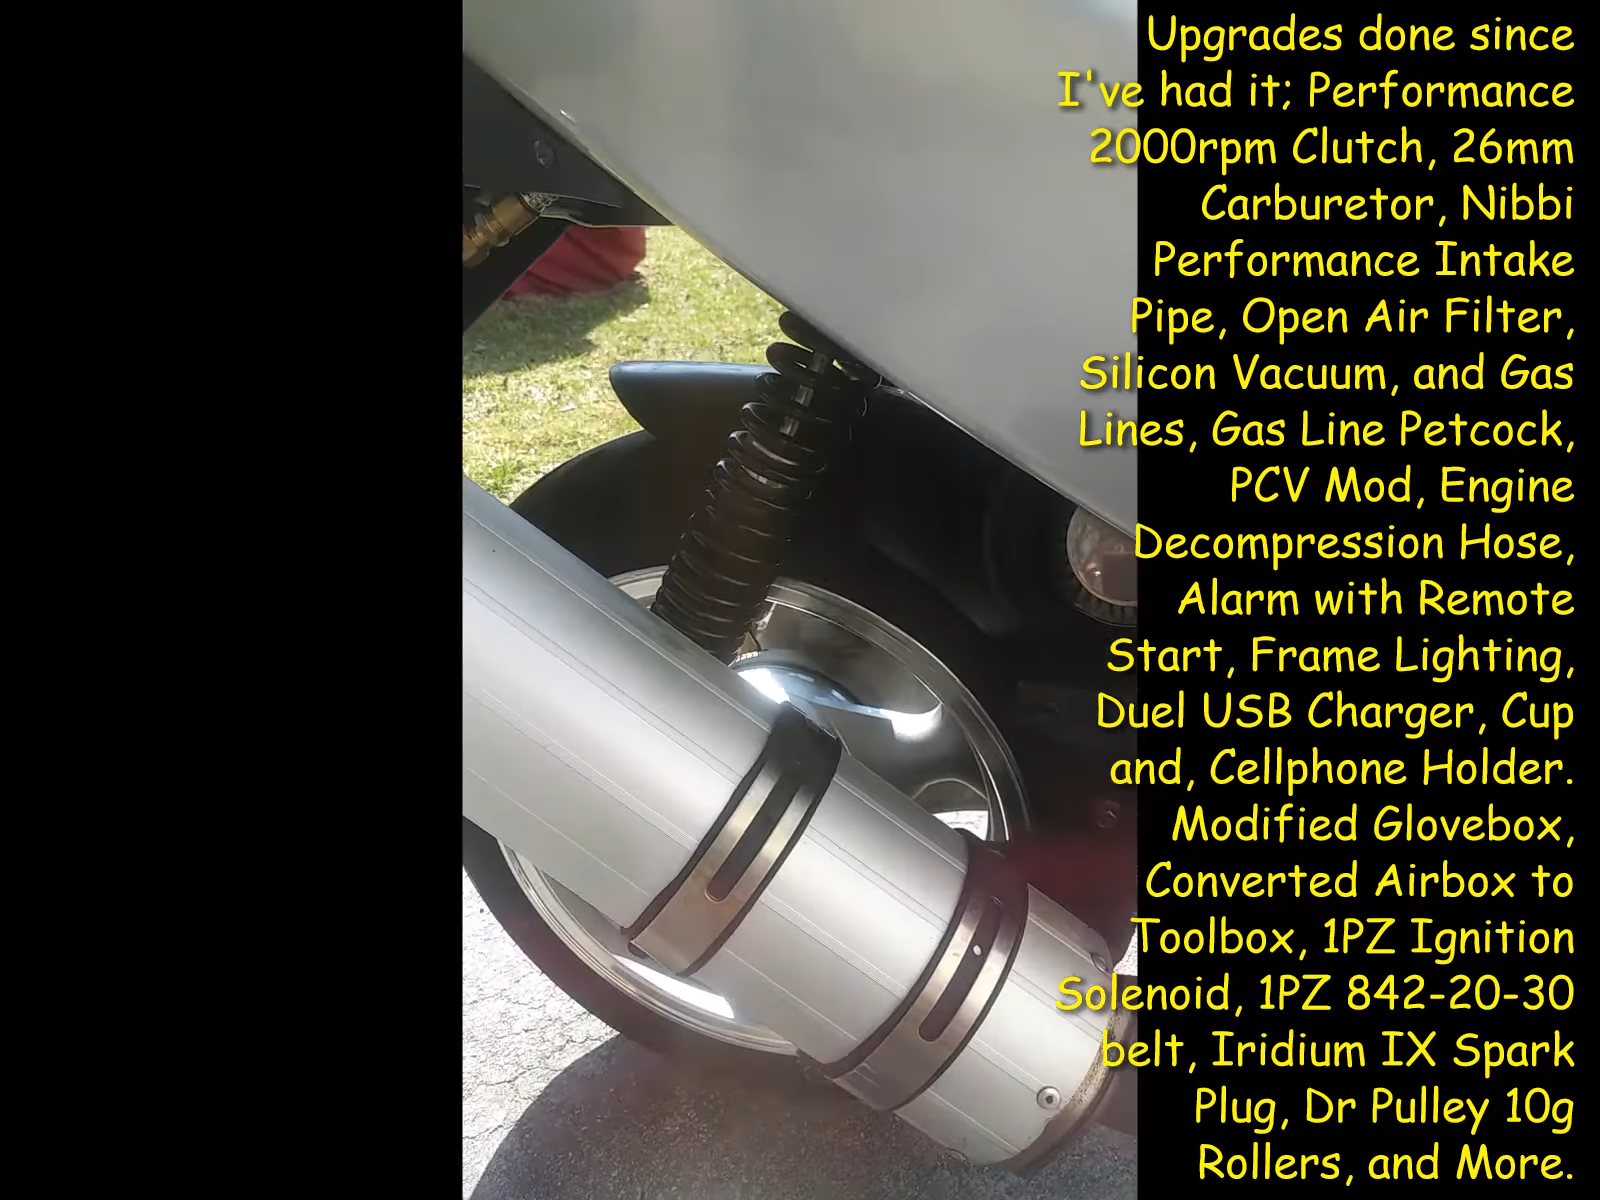 Upgrades done since
I've had it; Performance
2000rpm Clutch, 26mm
Carburetor, Nibbi
Performance Intake
Pipe, Open Air Filter,
Silicon Vacuum, and Gas
Lines, Gas Line Petcock,
PCV Mod, Engine
Decompression Hose,
Alarm with Remote
Start, Frame Lighting,
Duel USB Charger, Cup
and, Cellphone Holder.
Modified Glovebox,
Converted Airbox to
Toolbox, 1PZ Ignition
Solenoid, 1PZ 842-20-30
belt, Iridium IX Spark
Plug, Dr Pulley 10g
Rollers, and More.